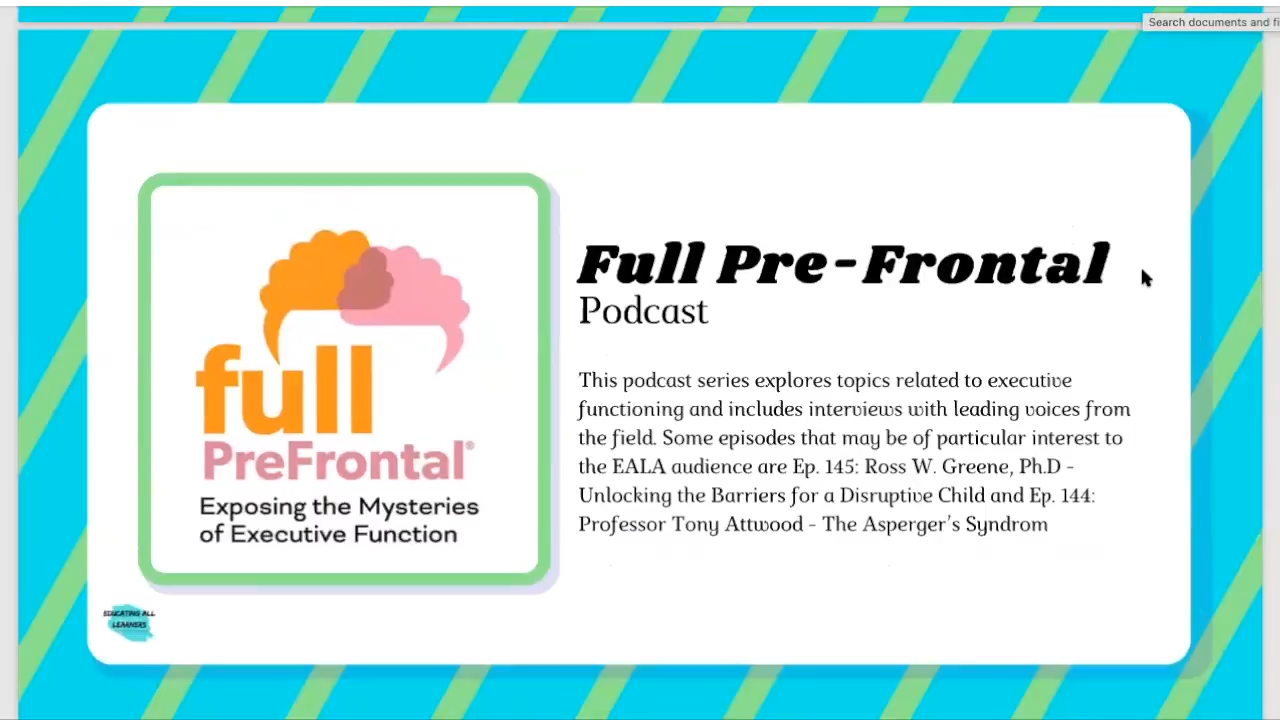 Search documents and fi
full
PreFrontal®
Exposing the Mysteries
of Executive Function
Full Pre-Frontal
Podcast
This podcast series explores topics related to executive
functioning and includes interviews with leading voices from
the field. Some episodes that may be of particular interest to
the EALA audience are Ep. 145: Ross W. Greene, Ph.D -
Unlocking the Barriers for a Disruptive Child and Ep. 144:
Professor Tony Attwood - The Asperger's Syndrom
EDUCATING ALL
LEARNERS